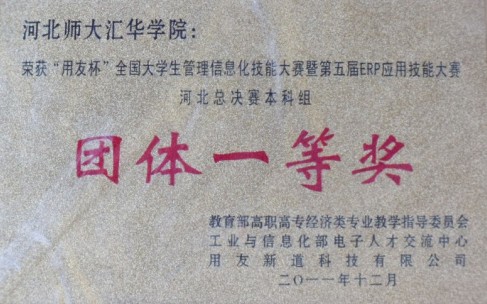 河北师大汇华学院：
荣获“用友杯”全国大学生管理信息化技能大赛暨第五届ERP应用技能大赛
河北总决赛本科组
团体一等奖
教育部高职高专经济类专业教学指导委员会
工业与信息化部电子人才交流中心
用友新道科技有限公司
二〇一一年十二月